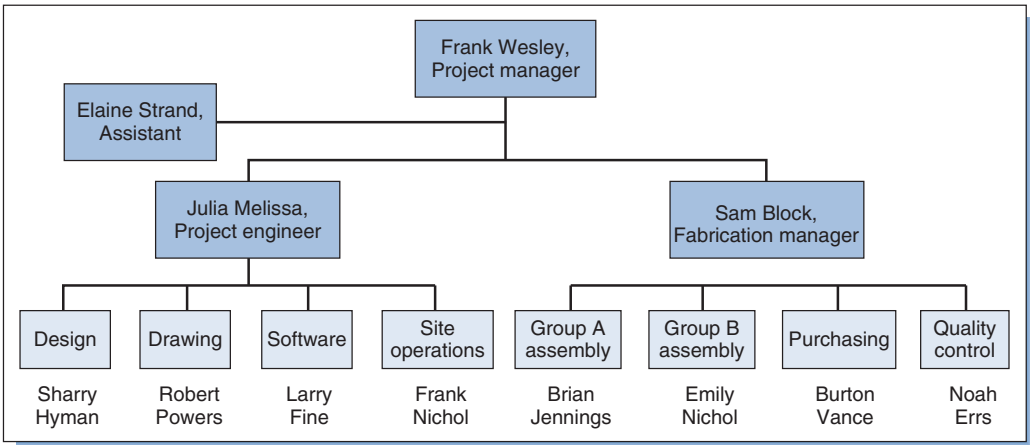 Frank Wesley,
Project manager
Elaine Strand,
Assistant
Julia Melissa,
Project engineer
Sam Block,
Fabrication manager
Design
Drawing
Software
Site
operations
Group A
assembly
Group B
assembly
Purchasing
Quality
control
Sharry
Hyman
Robert
Powers
Larry
Fine
Frank
Nichol
Brian
Jennings
Emily
Nichol
Burton
Vance
Noah
Errs